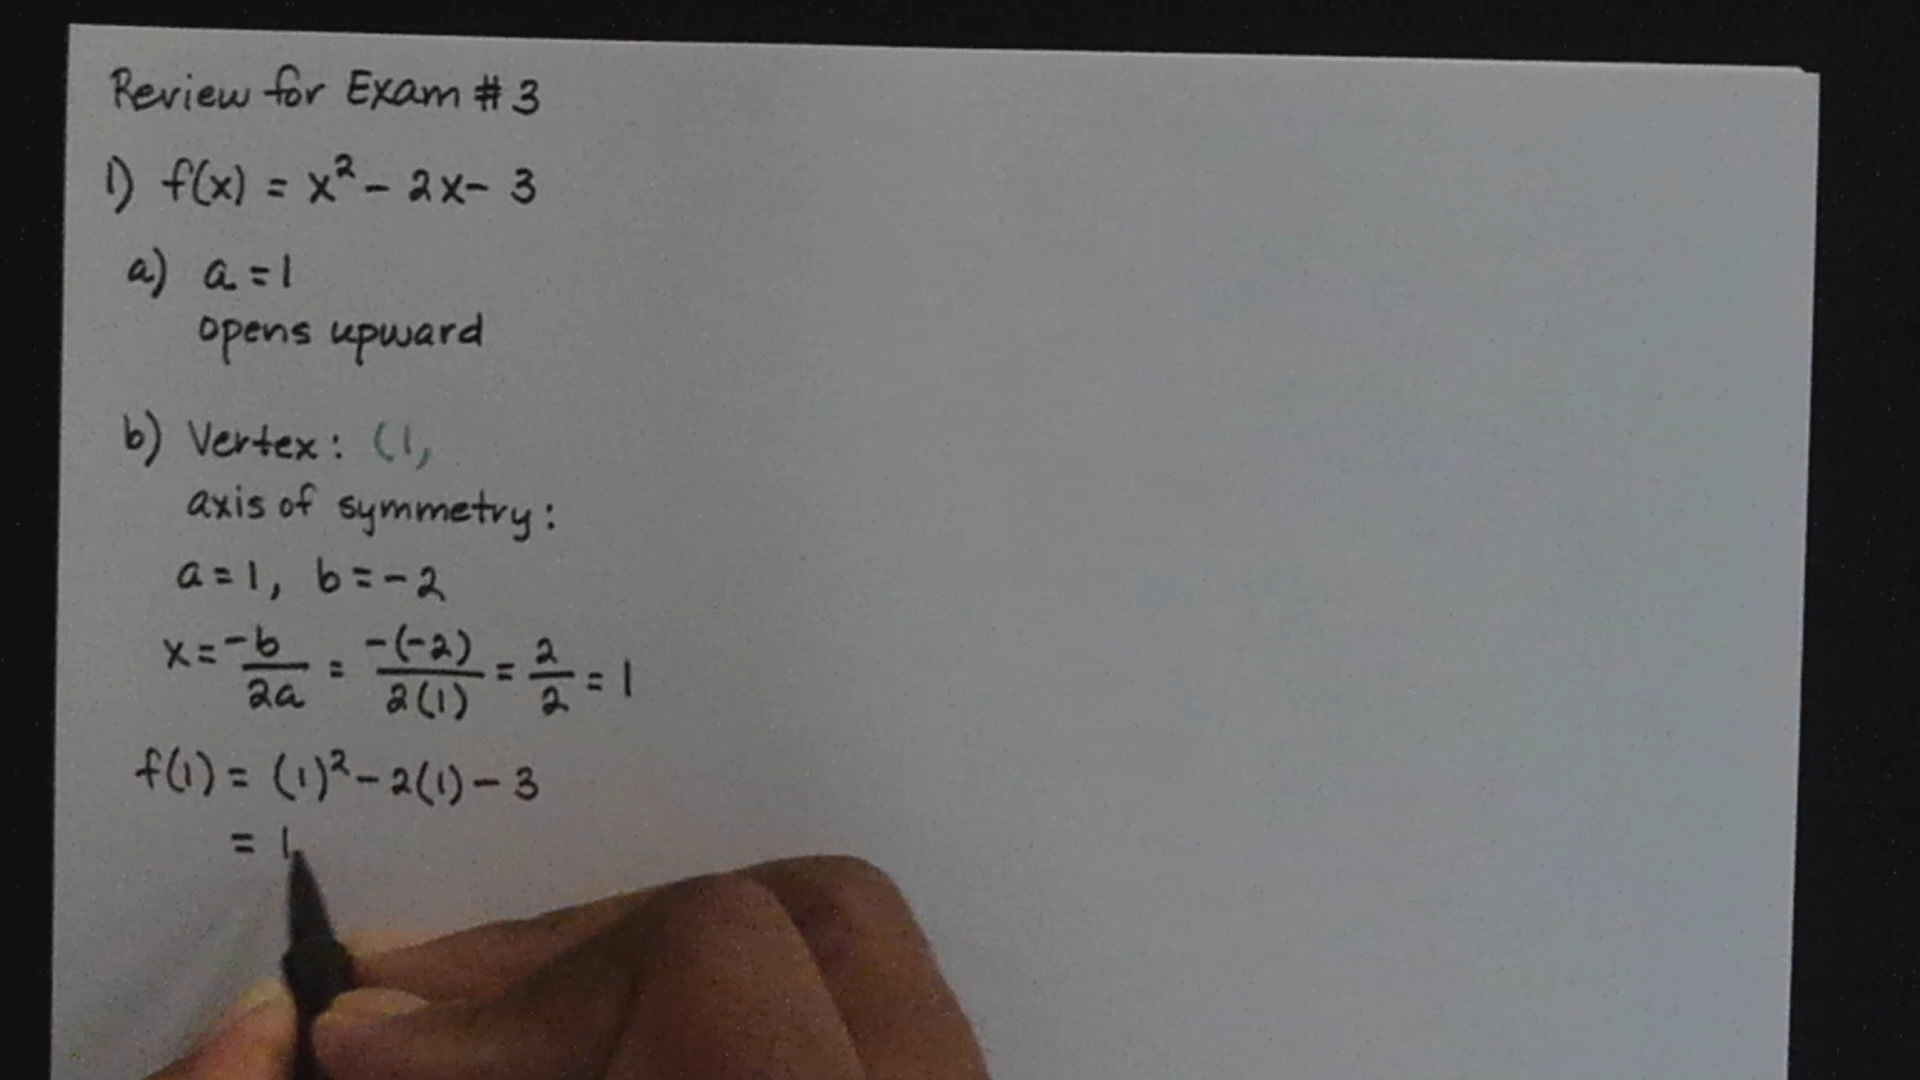 Review for Exam #3
1) f(x) = x² - 2x - 3
a) a = 1
opens upward
b) Vertex: (1,
axis of symmetry:
a = 1, b = -2
x = -b/2a = -(-2)/2(1) = 2/2 = 1
f(1) = (1)² - 2(1) - 3
= 1